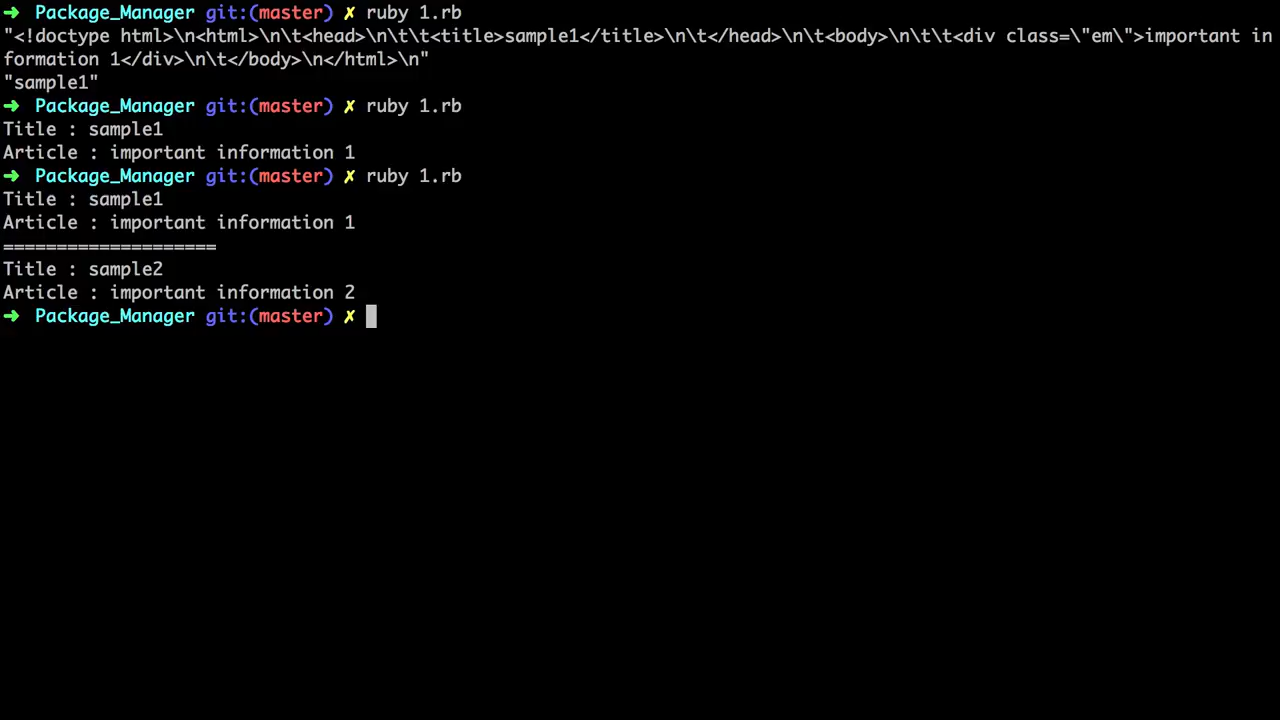 ➜  Package_Manager git:(master) ✗ ruby 1.rb
"<!doctype html>\n<html>\n\t<head>\n\t\t<title>sample1</title>\n\t</head>\n\t<body>\n\t\t<div class=\"em\">important in
formation 1</div>\n\t</body>\n</html>\n"
"sample1"
➜  Package_Manager git:(master) ✗ ruby 1.rb
Title : sample1
Article : important information 1
➜  Package_Manager git:(master) ✗ ruby 1.rb
Title : sample1
Article : important information 1
====================
Title : sample2
Article : important information 2
➜  Package_Manager git:(master) ✗